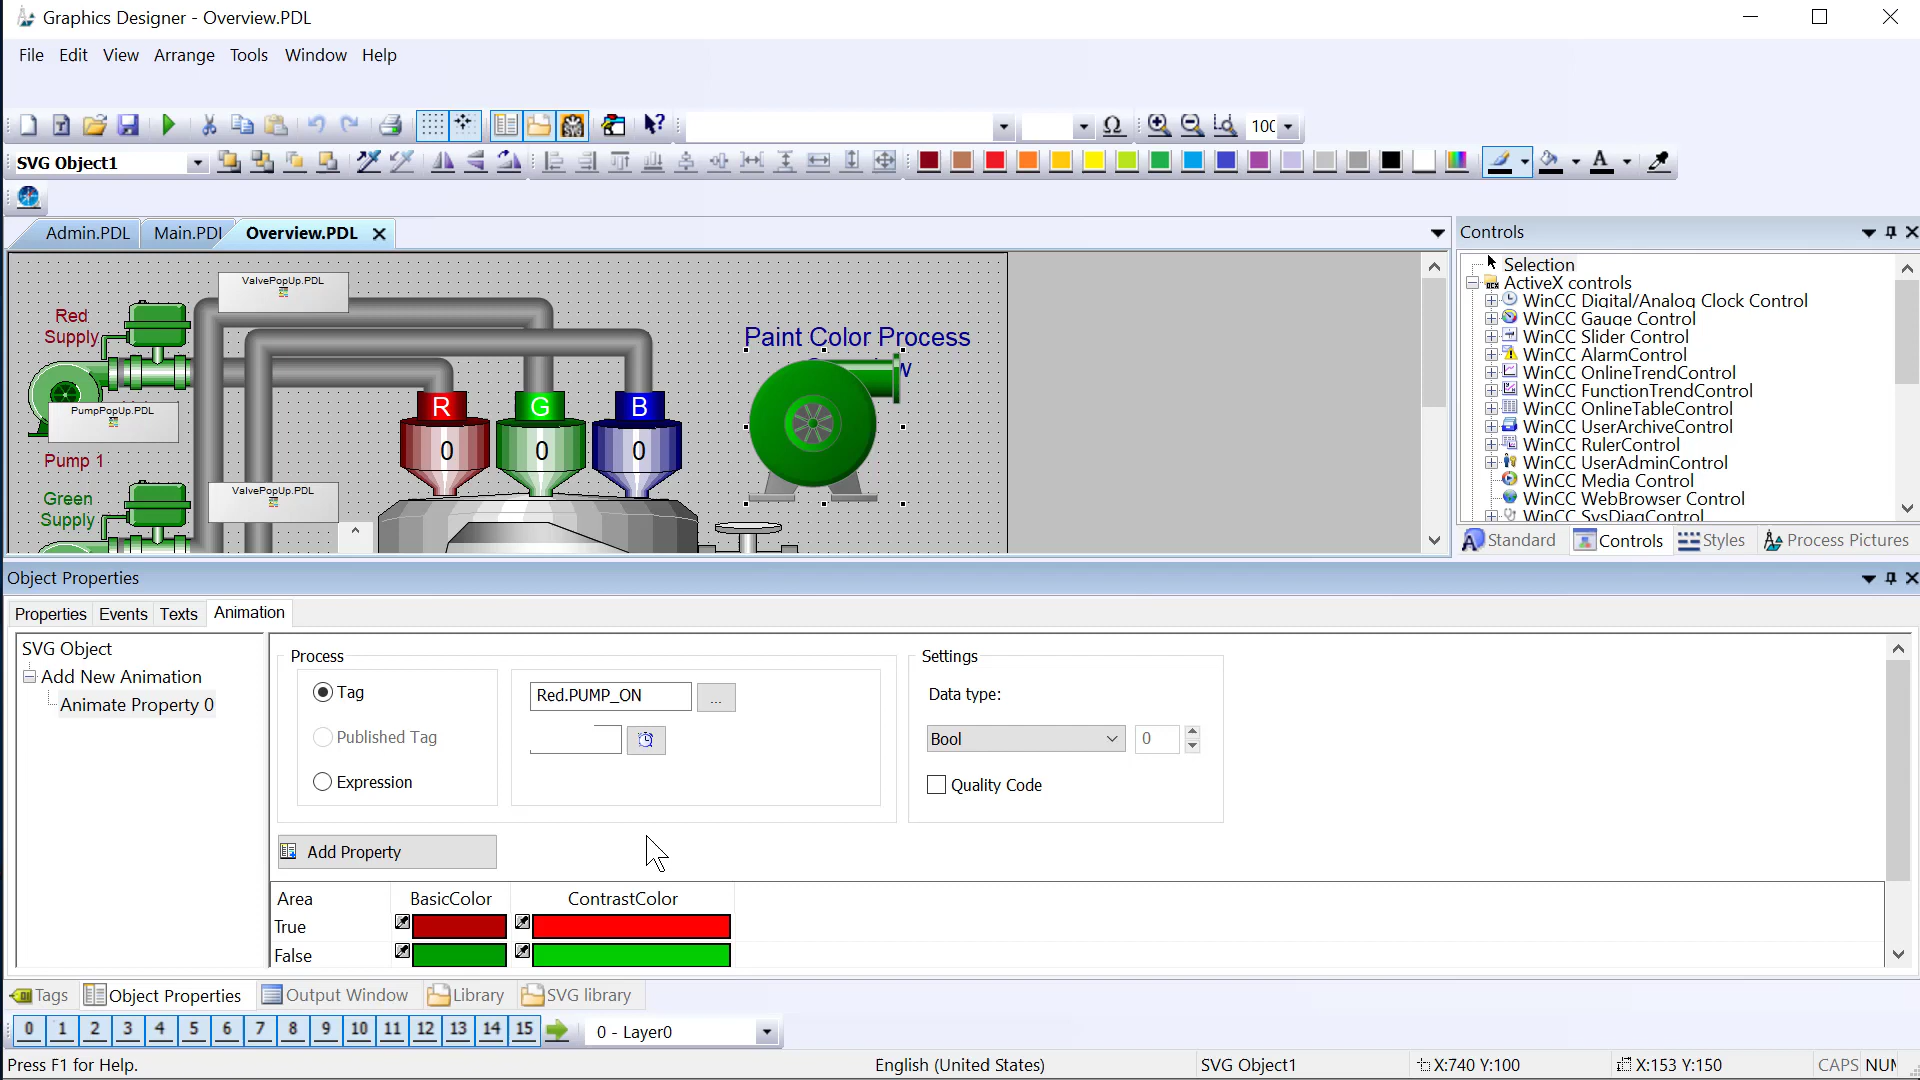 Graphics Designer - Overview.PDL
File Edit View Arrange Tools Window Help
100
SVG Object1
Admin.PDL Main.PDL Overview.PDL
Controls
Selection
ActiveX controls
WinCC Digital/Analog Clock Control
WinCC Gauge Control
WinCC Slider Control
WinCC AlarmControl
WinCC OnlineTrendControl
WinCC FunctionTrendControl
WinCC OnlineTableControl
WinCC UserArchiveControl
WinCC RulerControl
WinCC UserAdminControl
WinCC Media Control
WinCC WebBrowser Control
WinCC SysDiagControl
Standard Controls Styles Process Pictures
ValvePopUp.PDL
Red
Supply
PumpPopUp.PDL
Pump 1
Green
Supply
ValvePopUp.PDL
R G B
0 0 0
Paint Color Process
w
Object Properties
Properties Events Texts Animation
SVG Object
Add New Animation
Animate Property 0
Process
Tag
Published Tag
Expression
Red.PUMP_ON
...
Settings
Data type:
Bool 0
Quality Code
Add Property
Area BasicColor ContrastColor
True
False
Tags Object Properties Output Window Library SVG library
0 1 2 3 4 5 6 7 8 9 10 11 12 13 14 15 0 - Layer0
Press F1 for Help. English (United States) SVG Object1 X:740 Y:100 X:153 Y:150 CAPS NUM